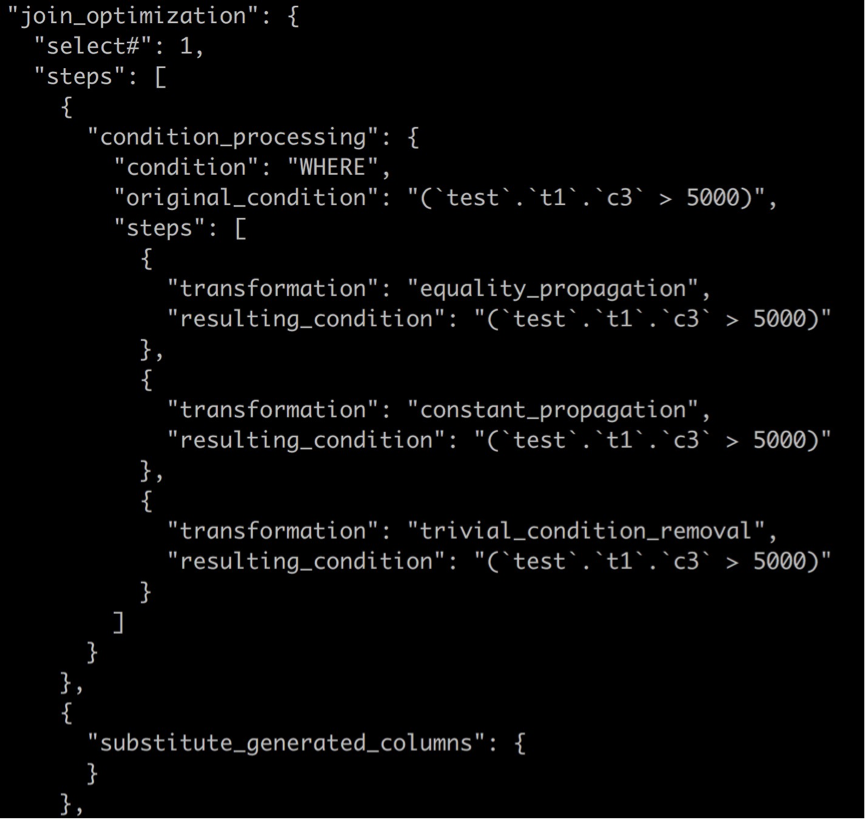 "join_optimization": {
"select#": 1,
"steps": [
{
"condition_processing": {
"condition": "WHERE",
"original_condition": "(`test`.`t1`.`c3` > 5000)",
"steps": [
{
"transformation": "equality_propagation",
"resulting_condition": "(`test`.`t1`.`c3` > 5000)"
},
{
"transformation": "constant_propagation",
"resulting_condition": "(`test`.`t1`.`c3` > 5000)"
},
{
"transformation": "trivial_condition_removal",
"resulting_condition": "(`test`.`t1`.`c3` > 5000)"
}
]
}
},
{
"substitute_generated_columns": {
}
},